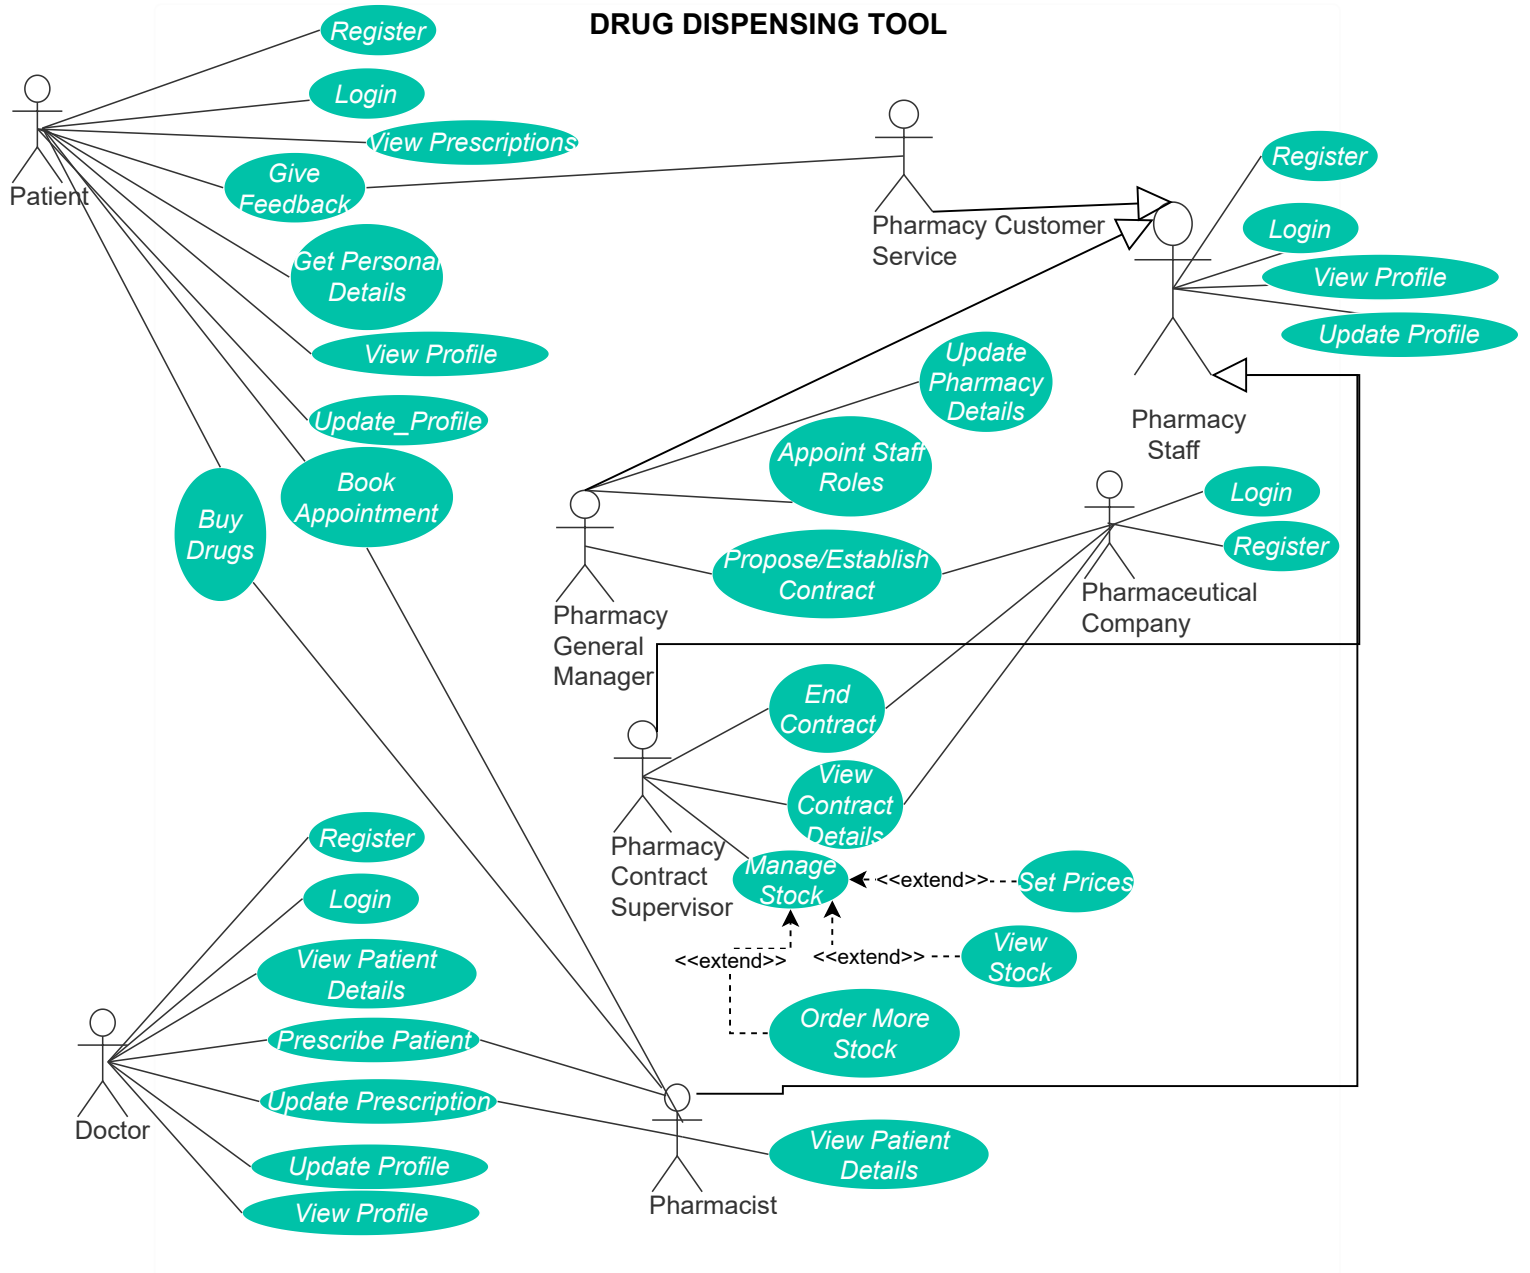 DRUG DISPENSING TOOL
Register
Login
View Prescriptions
Give
Feedback
Get Personal
Details
View Profile
Update_Profile
Book
Appointment
Buy
Drugs
Patient
Pharmacy Customer
Service
Register
Login
View Profile
Update Profile
Pharmacy
Staff
Update
Pharmacy
Details
Appoint Staff
Roles
Propose/Establish
Contract
Pharmacy
General
Manager
Login
Register
Pharmaceutical
Company
End
Contract
View
Contract
Details
Manage
Stock
Pharmacy
Contract
Supervisor
<<extend>>
Set Prices
<<extend>>
View
Stock
<<extend>>
Order More
Stock
Register
Login
View Patient
Details
Prescribe Patient
Update Prescription
Update Profile
View Profile
Doctor
View Patient
Details
Pharmacist